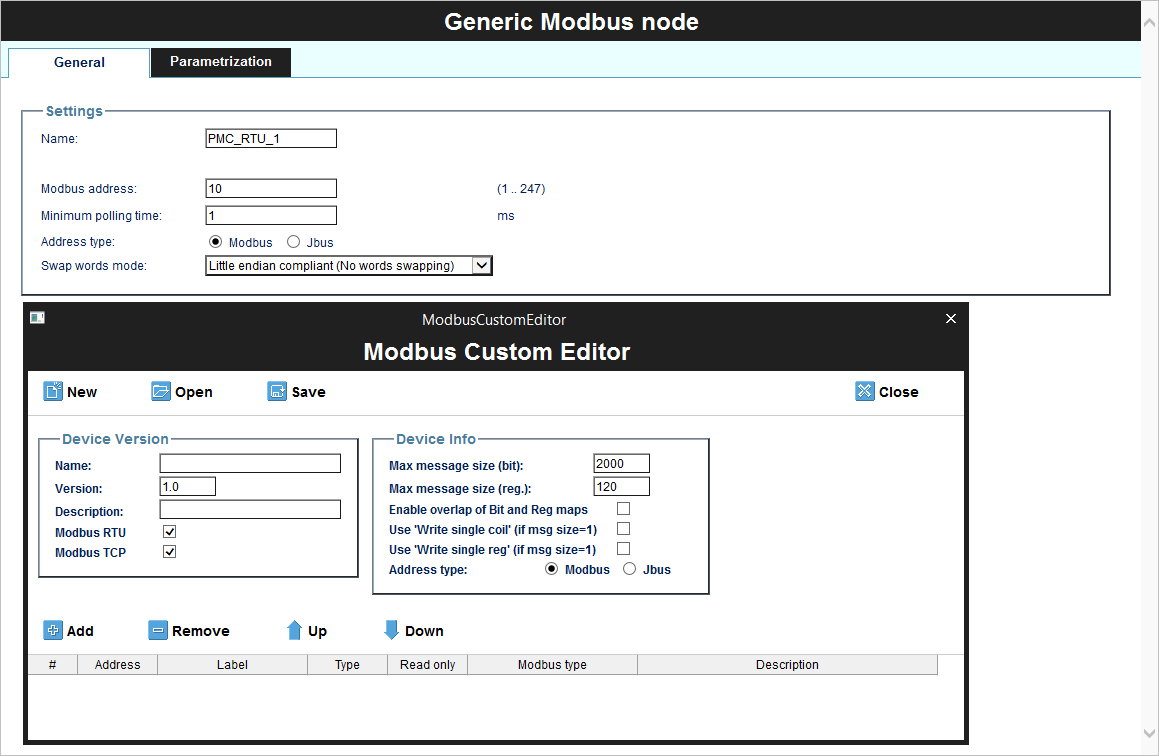 Generic Modbus node
General Parametrization
Settings
Name: PMC_RTU_1
Modbus address: 10 (1 .. 247)
Minimum polling time: 1 ms
Address type: Modbus Jbus
Swap words mode: Little endian compliant (No words swapping)
ModbusCustomEditor
Modbus Custom Editor
New Open Save Close
Device Version
Name:
Version: 1.0
Description:
Modbus RTU
Modbus TCP
Device Info
Max message size (bit): 2000
Max message size (reg.): 120
Enable overlap of Bit and Reg maps
Use 'Write single coil' (if msg size=1)
Use 'Write single reg' (if msg size=1)
Address type: Modbus Jbus
Add Remove Up Down
# Address Label Type Read only Modbus type Description